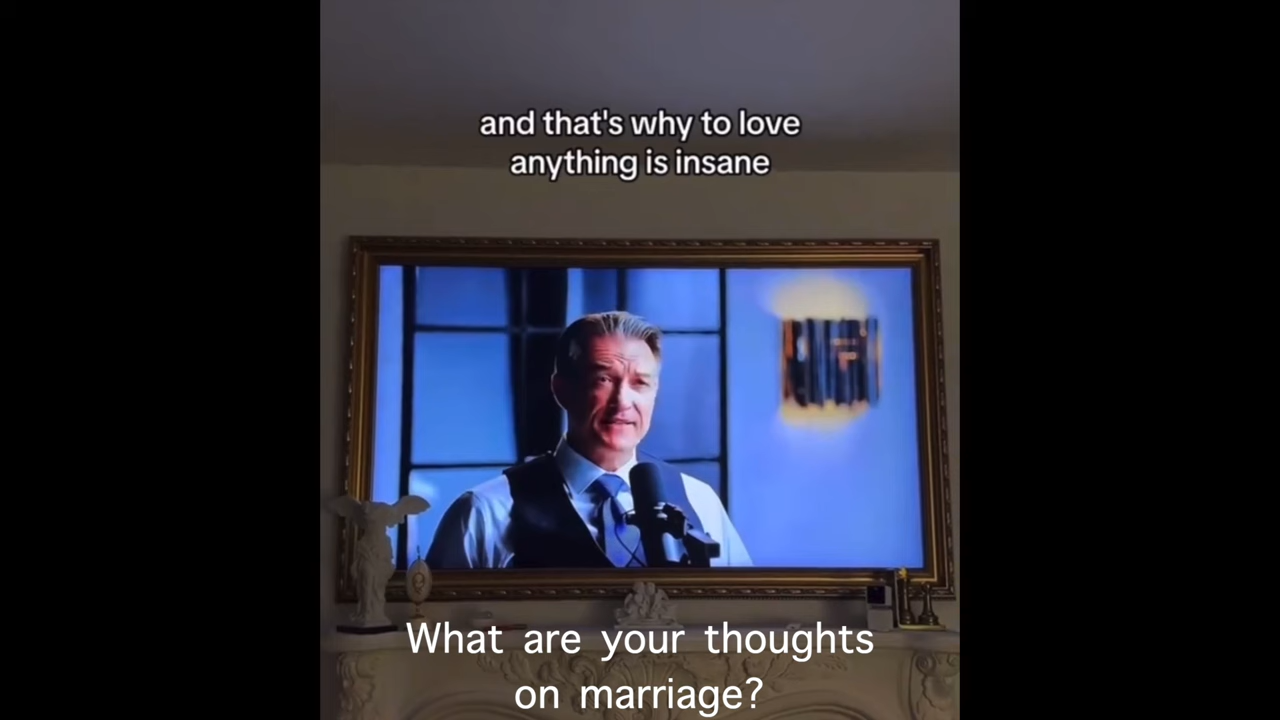 and that's why to love
anything is insane
What are your thoughts
on marriage?